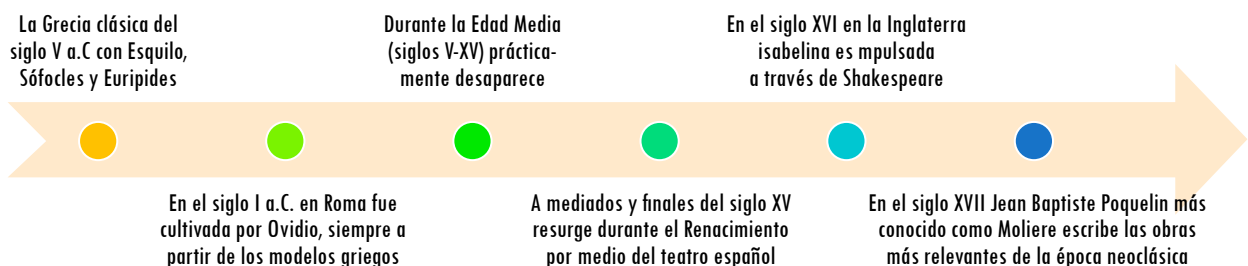 La Grecia clásica del
siglo V a.C con Esquilo,
Sófocles y Euripides
En el siglo I a.C. en Roma fue
cultivada por Ovidio, siempre a
partir de los modelos griegos
Durante la Edad Media
(siglos V-XV) práctica-
mente desaparece
A mediados y finales del siglo XV
resurge durante el Renacimiento
por medio del teatro español
En el siglo XVI en la Inglaterra
isabelina es mpulsada
a través de Shakespeare
En el siglo XVII Jean Baptiste Poquelin más
conocido como Moliere escribe las obras
más relevantes de la época neoclásica